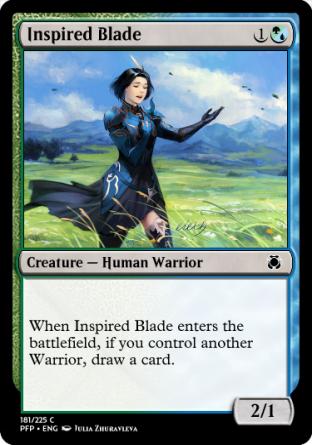 Inspired Blade 1
Creature — Human Warrior
When Inspired Blade enters the
battlefield, if you control another
Warrior, draw a card.
2/1
181/225 C
PFP • ENG Julia Zhuravleva